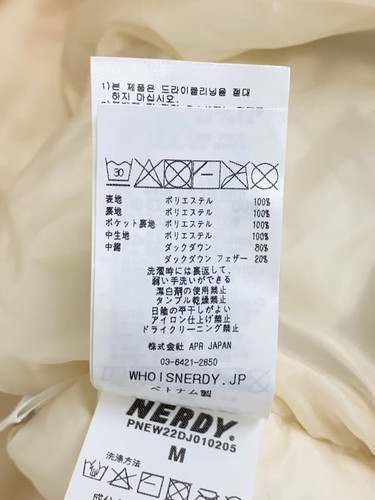 1)본 제품은 드라이클리닝을 절대
하지 마십시오.
30
表地 ポリエステル 100%
裏地 ポリエステル 100%
ポケット裏地 ポリエステル 100%
中生地 ポリエステル 100%
中綿 ダックダウン 80%
ダックダウン フェザー 20%
洗濯時には裏返して、
弱い手洗いができる
漂白剤の使用禁止
タンブル乾燥禁止
日陰の平干しがよい
アイロン仕上げ禁止
ドライクリーニング禁止
株式会社 APR JAPAN
03-6421-2850
WHOISNERDY.JP
ベトナム製
NERDY
PNEW22DJ010205
M
洗涤方法